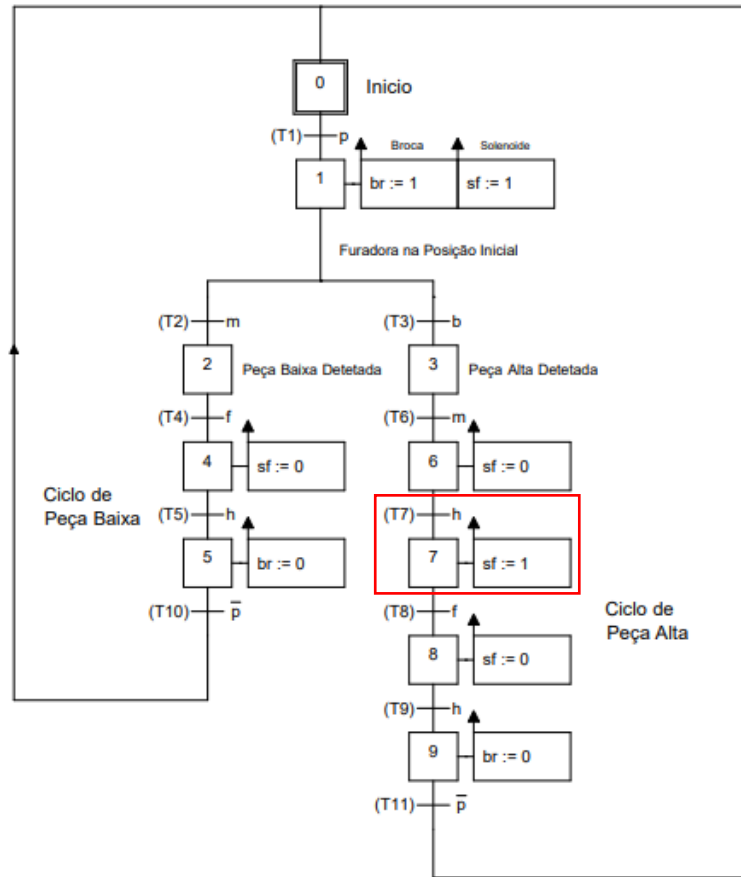 0
Inicio
(T1) p
Broca Solenoide
1 br := 1 sf := 1
Furadora na Posição Inicial
(T2) m (T3) b
2 Peça Baixa Detetada 3 Peça Alta Detetada
(T4) f (T6) m
4 sf := 0 6 sf := 0
Ciclo de
Peça Baixa
(T5) h (T7) h
5 br := 0 7 sf := 1
(T10) p̅ (T8) f
Ciclo de
Peça Alta
8 sf := 0
(T9) h
9 br := 0
(T11) p̅